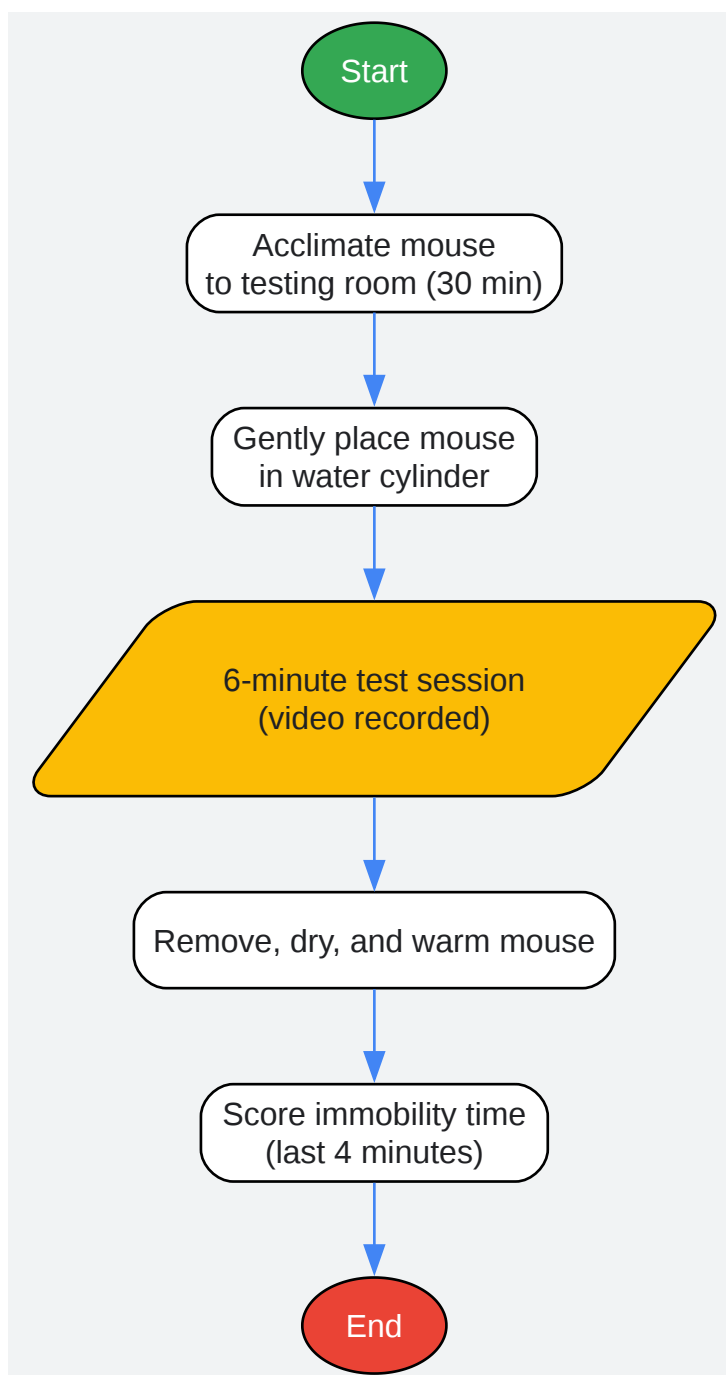 Start
Acclimate mouse
to testing room (30 min)
Gently place mouse
in water cylinder
6-minute test session
(video recorded)
Remove, dry, and warm mouse
Score immobility time
(last 4 minutes)
End